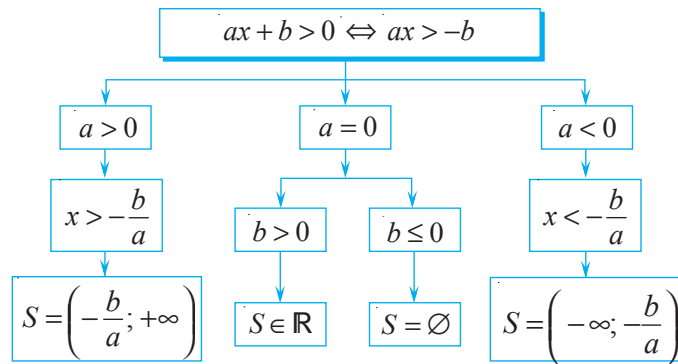 ax + b > 0 ⇔ ax > −b
a > 0
a = 0
a < 0
x > −b/a
b > 0
b ≤ 0
x < −b/a
S = (−b/a; +∞)
S ∈ ℝ
S = ∅
S = (−∞; −b/a)